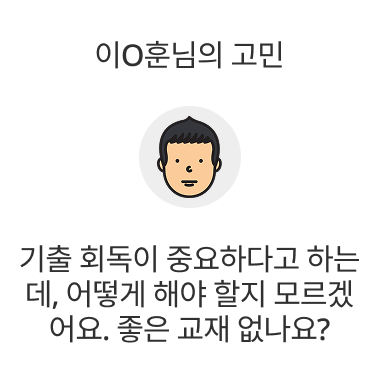 이O훈님의 고민
기출 회독이 중요하다고 하는
데, 어떻게 해야 할지 모르겠
어요. 좋은 교재 없나요?